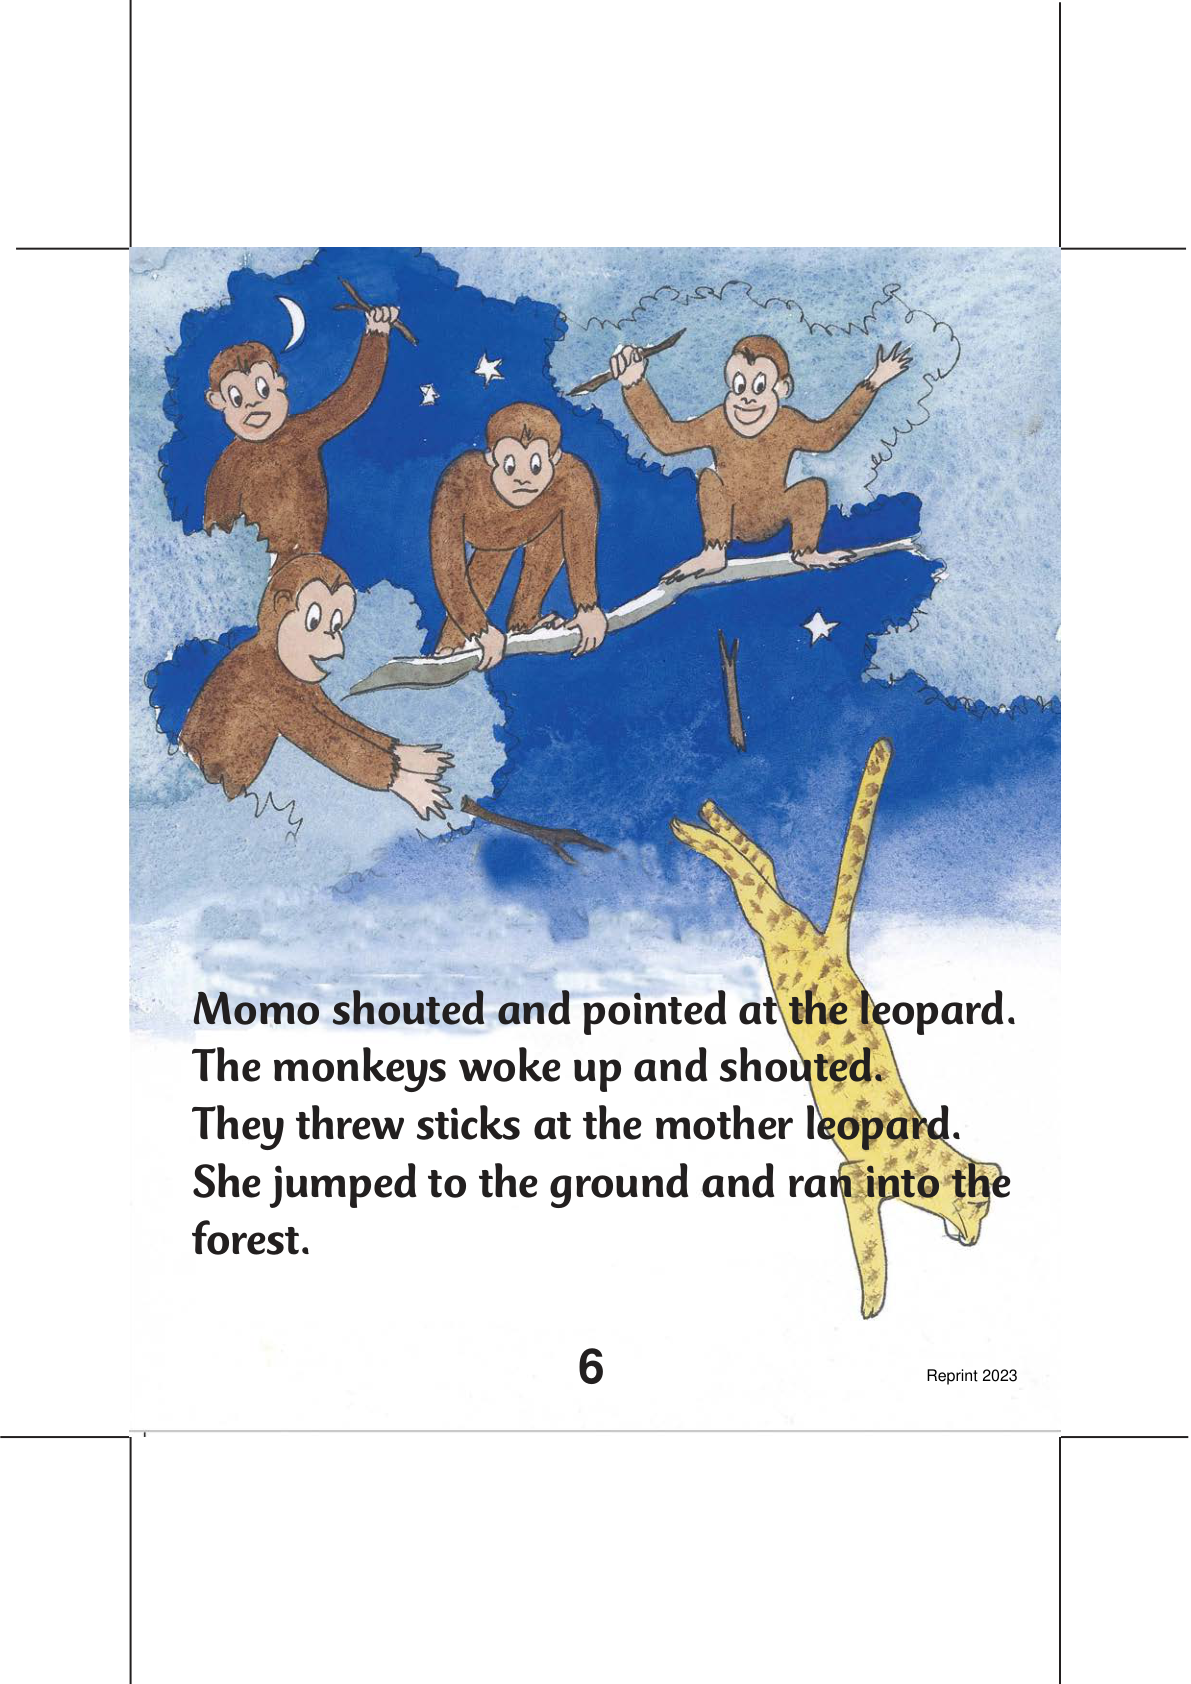 Momo shouted and pointed at the leopard.
The monkeys woke up and shouted.
They threw sticks at the mother leopard.
She jumped to the ground and ran into the
forest.
6
Reprint 2023